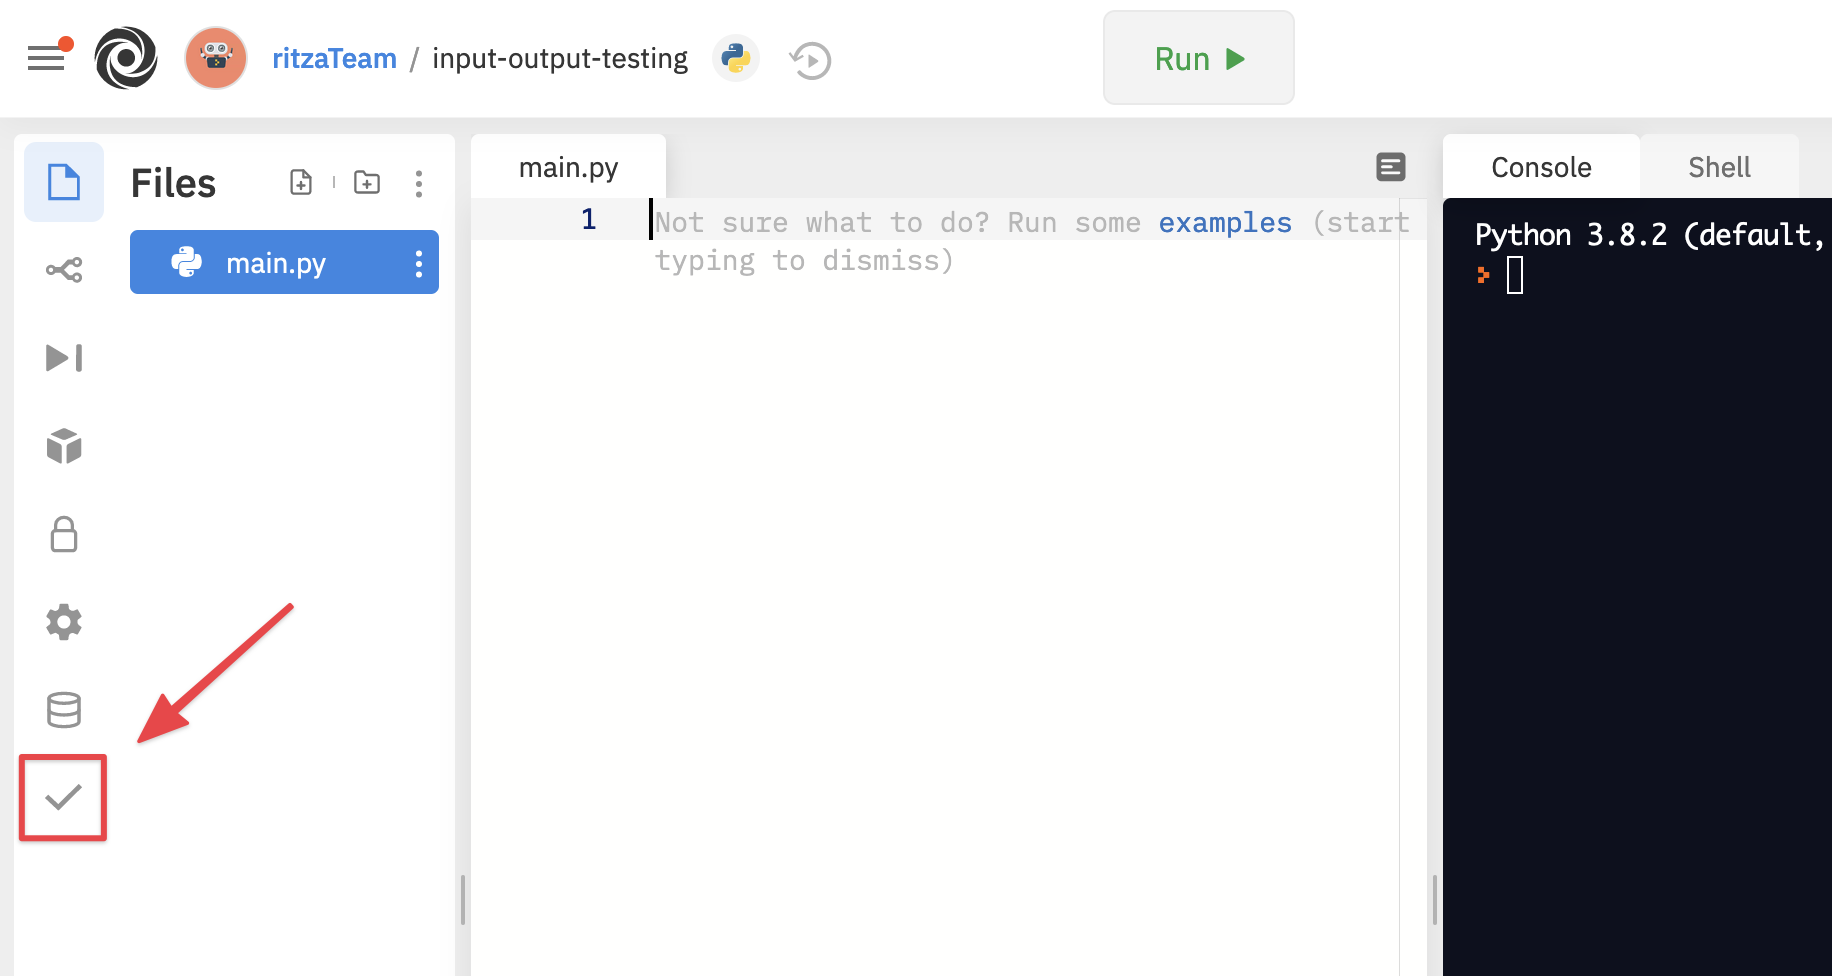 ritzaTeam / input-output-testing
Run
Files
main.py
main.py
1
Not sure what to do? Run some examples (start
typing to dismiss)
Console
Shell
Python 3.8.2 (default,